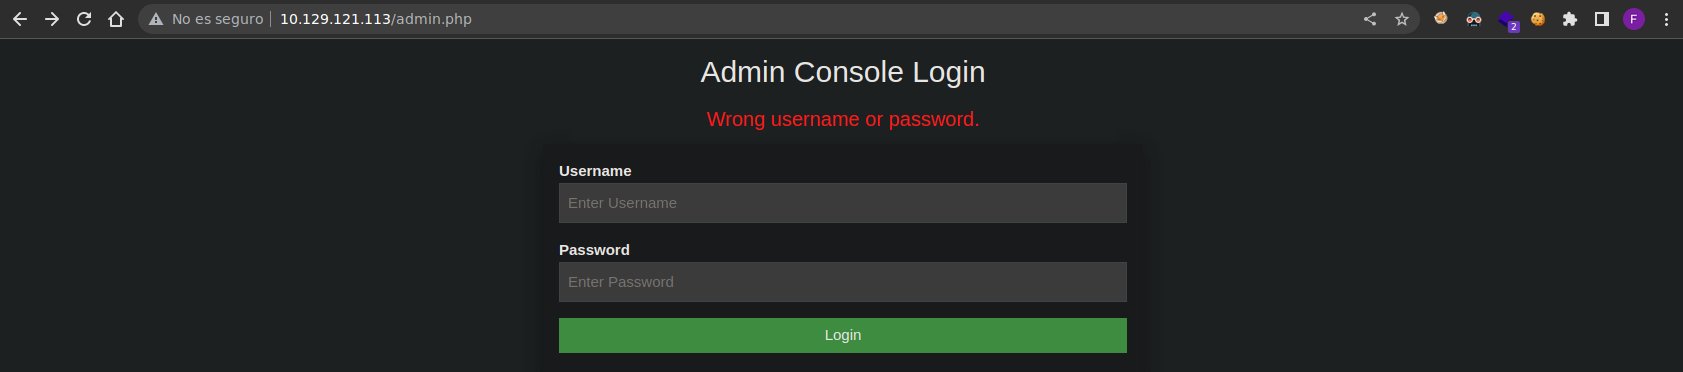 No es seguro 10.129.121.113/admin.php
2
F
Admin Console Login
Wrong username or password.
Username
Enter Username
Password
Enter Password
Login